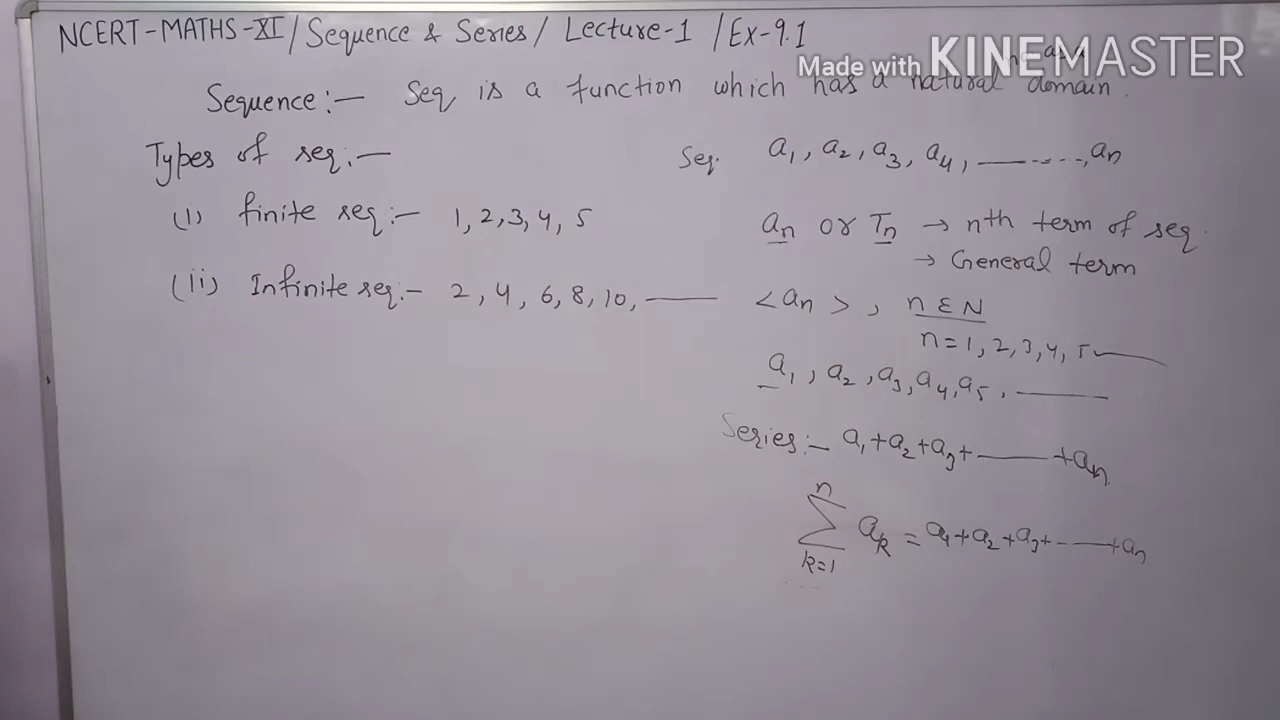 NCERT-MATHS-XI/Sequence & Series/ Lecture-1 /Ex-9.1
Made with KINEMASTER
Sequence:- Seq is a function which has a natural domain.
Types of seq:-
(i) finite seq:- 1, 2, 3, 4, 5
(ii) Infinite seq:- 2, 4, 6, 8, 10, ——
Seq. a₁, a₂, a₃, a₄, —----, aₙ
aₙ or Tₙ → nth term of seq.
→ General term
<aₙ>, n ∈ N
n=1, 2, 3, 4, 5——
a₁, a₂, a₃, a₄, a₅, ——
Series:- a₁+a₂+a₃+——+aₙ
n
∑ aₖ = a₁+a₂+a₃+-——+aₙ
k=1